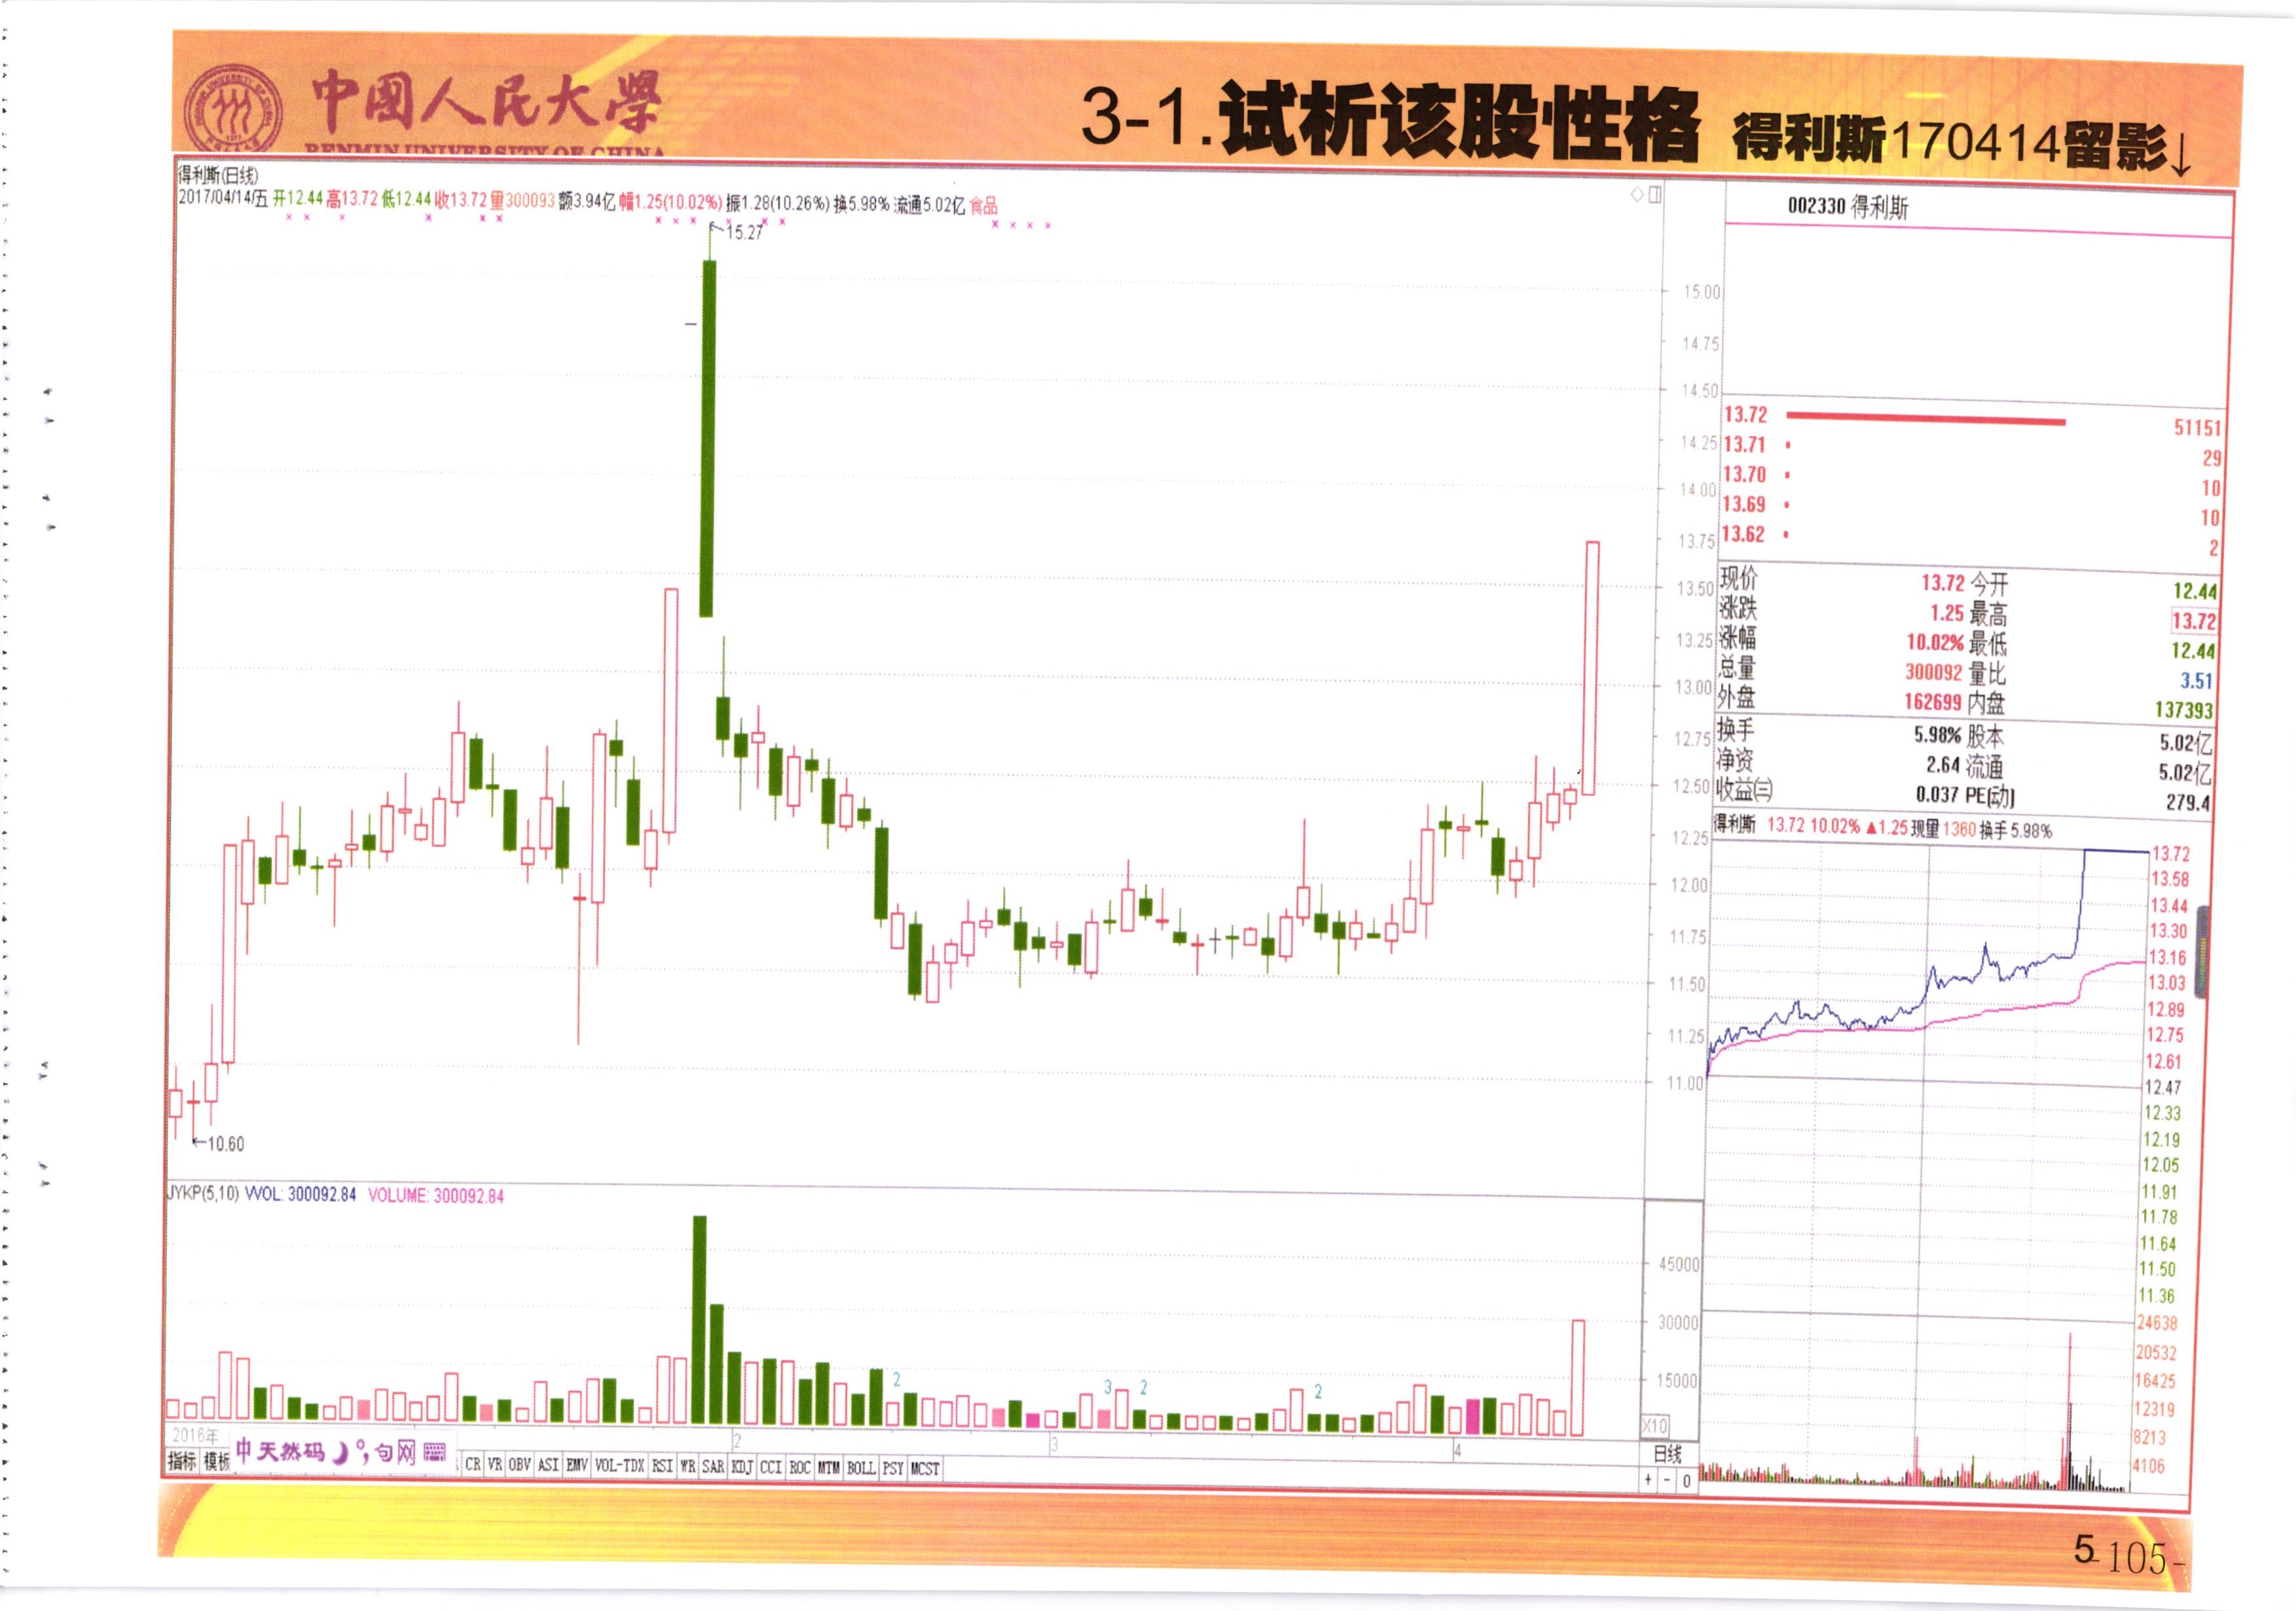 中國人民大學
RENMIN UNIVERSITY OF CHINA
3-1.试析该股性格 得利斯170414留影↓
得利斯(日线)
2017/04/14/五 开12.44 高13.72 低12.44 收13.72 量300093 额3.94亿 幅1.25(10.02%) 振1.28(10.26%) 换5.98% 流通5.02亿 食品
15.27
15.00
14.75
14.50
14.25
14.00
13.75
13.50
13.25
13.00
12.75
12.50
12.25
12.00
11.75
11.50
11.25
11.00
←10.60
JYKP(5,10) VVOL: 300092.84 VOLUME: 300092.84
45000
30000
15000
X10
2 3 2 2
2016年 2 3 4
日线
中天然码 句网
指标 模板 CR VR OBV ASI EMV VOL-TDX RSI WR SAR KDJ CCI ROC MTM BOLL PSY MCST
+ - 0
002330 得利斯
13.72 51151
13.71 29
13.70 10
13.69 10
13.62 2
现价 13.72 今开 12.44
涨跌 1.25 最高 13.72
涨幅 10.02% 最低 12.44
总量 300092 量比 3.51
外盘 162699 内盘 137393
换手 5.98% 股本 5.02亿
净资 2.64 流通 5.02亿
收益(三) 0.037 PE(动) 279.4
得利斯 13.72 10.02% ▲1.25 现量 1360 换手 5.98%
13.72
13.58
13.44
13.30
13.16
13.03
12.89
12.75
12.61
12.47
12.33
12.19
12.05
11.91
11.78
11.64
11.50
11.36
24638
20532
16425
12319
8213
4106
5
-105-